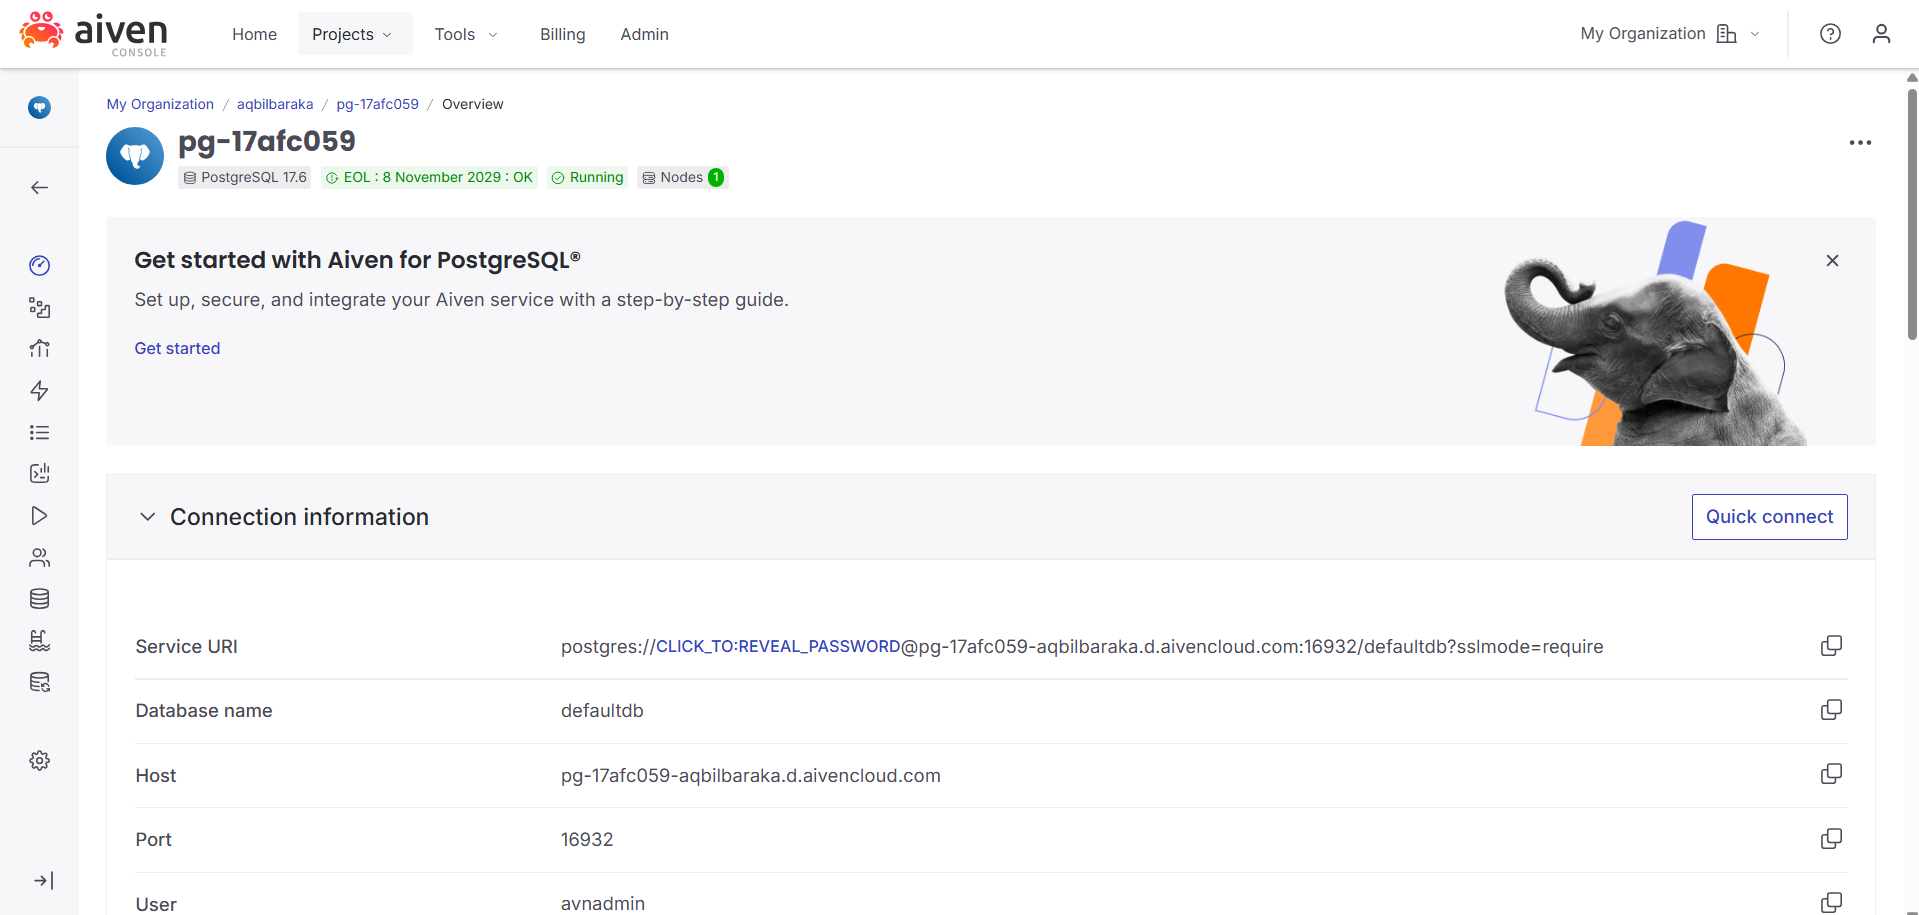 aiven
CONSOLE
Home
Projects
Tools
Billing
Admin
My Organization
My Organization / aqbilbaraka / pg-17afc059 / Overview
pg-17afc059
PostgreSQL 17.6
EOL : 8 November 2029 : OK
Running
Nodes 1
Get started with Aiven for PostgreSQL®
Set up, secure, and integrate your Aiven service with a step-by-step guide.
Get started
Connection information
Quick connect
Service URI postgres://CLICK_TO:REVEAL_PASSWORD@pg-17afc059-aqbilbaraka.d.aivencloud.com:16932/defaultdb?sslmode=require
Database name defaultdb
Host pg-17afc059-aqbilbaraka.d.aivencloud.com
Port 16932
User avnadmin